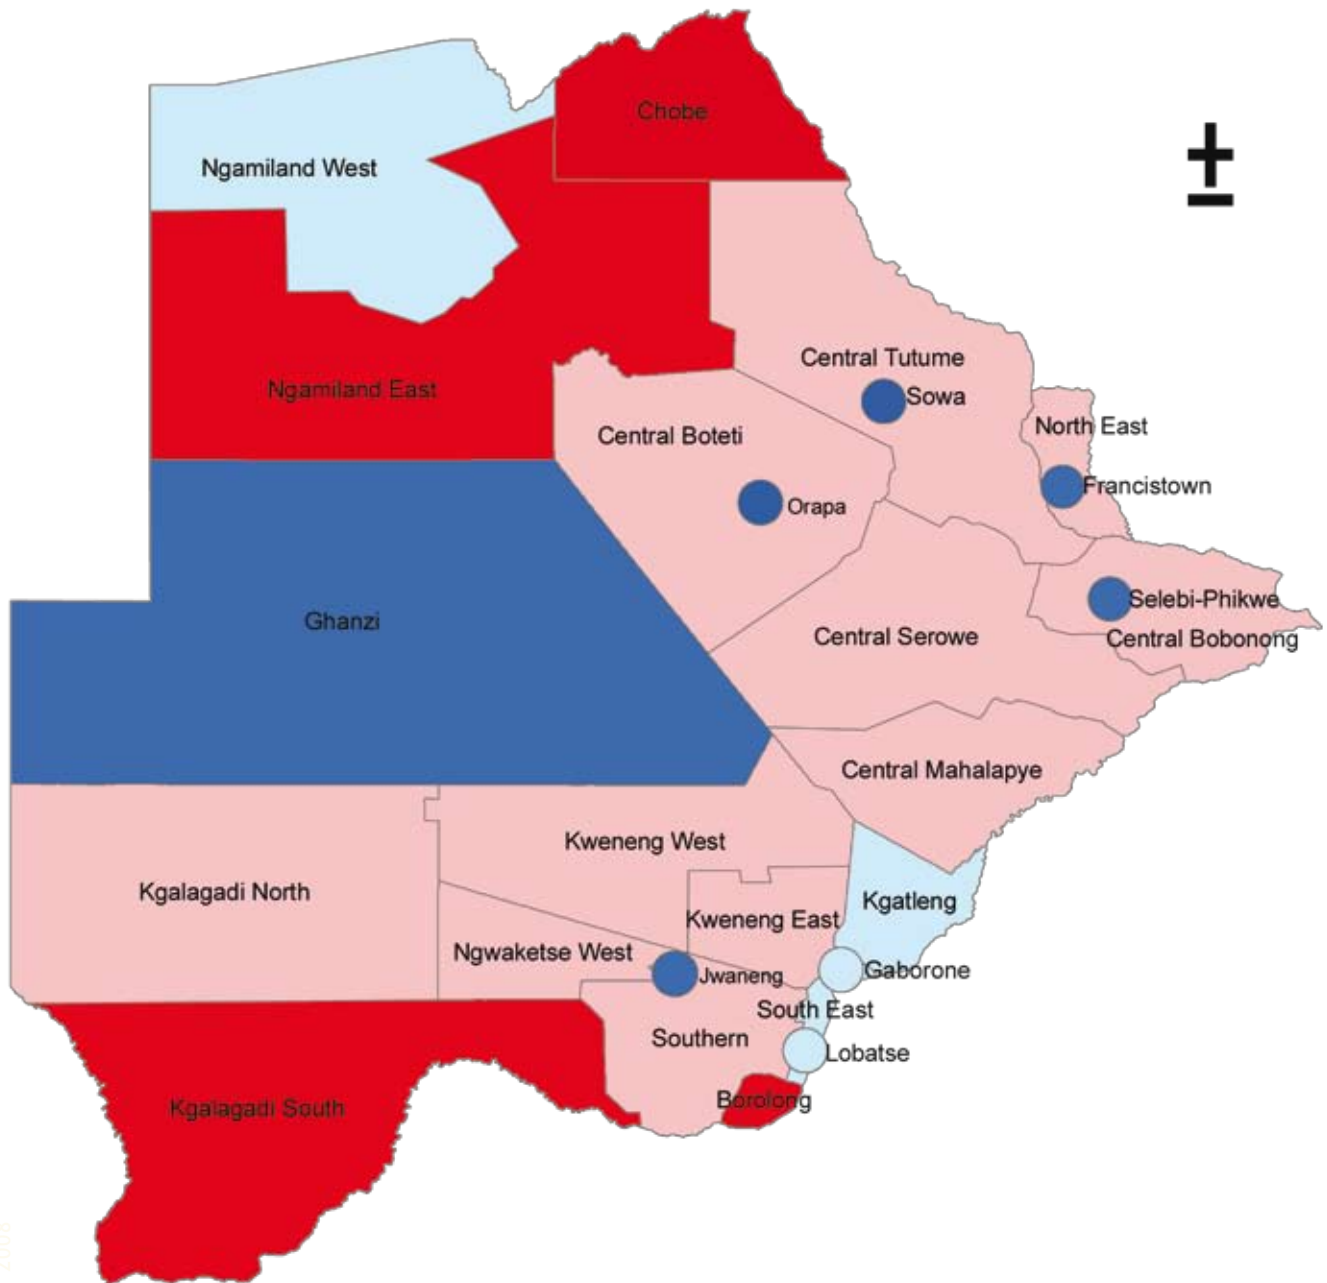 Chobe
Ngamiland West
Central Tutume
Ngamiland East
Sowa
North East
Central Boteti
Francistown
Orapa
Selebi-Phikwe
Ghanzi
Central Serowe
Central Bobonong
Central Mahalapye
Kweneng West
Kgalagadi North
Kgatleng
Kweneng East
Ngwaketse West
Gaborone
Jwaneng
South East
Southern
Lobatse
Borolong
Kgalagadi South